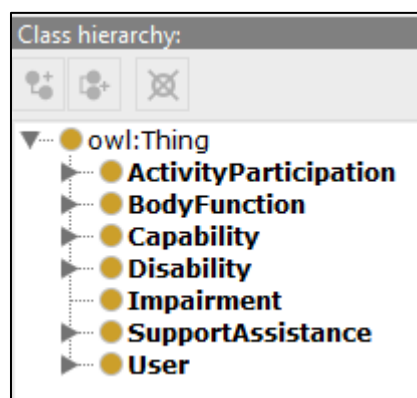 Class hierarchy:
owl:Thing
ActivityParticipation
BodyFunction
Capability
Disability
Impairment
SupportAssistance
User